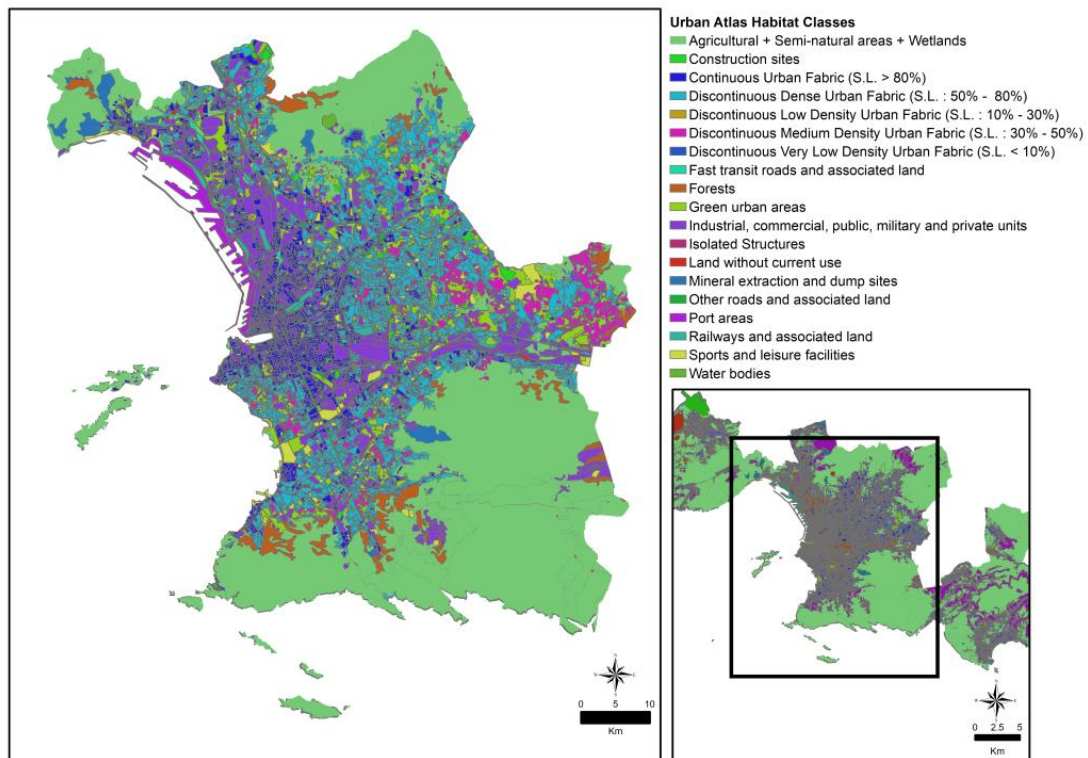 Urban Atlas Habitat Classes
Agricultural + Semi-natural areas + Wetlands
Construction sites
Continuous Urban Fabric (S.L. > 80%)
Discontinuous Dense Urban Fabric (S.L. : 50% - 80%)
Discontinuous Low Density Urban Fabric (S.L. : 10% - 30%)
Discontinuous Medium Density Urban Fabric (S.L. : 30% - 50%)
Discontinuous Very Low Density Urban Fabric (S.L. < 10%)
Fast transit roads and associated land
Forests
Green urban areas
Industrial, commercial, public, military and private units
Isolated Structures
Land without current use
Mineral extraction and dump sites
Other roads and associated land
Port areas
Railways and associated land
Sports and leisure facilities
Water bodies
0 5 10
Km
0 2.5 5
Km